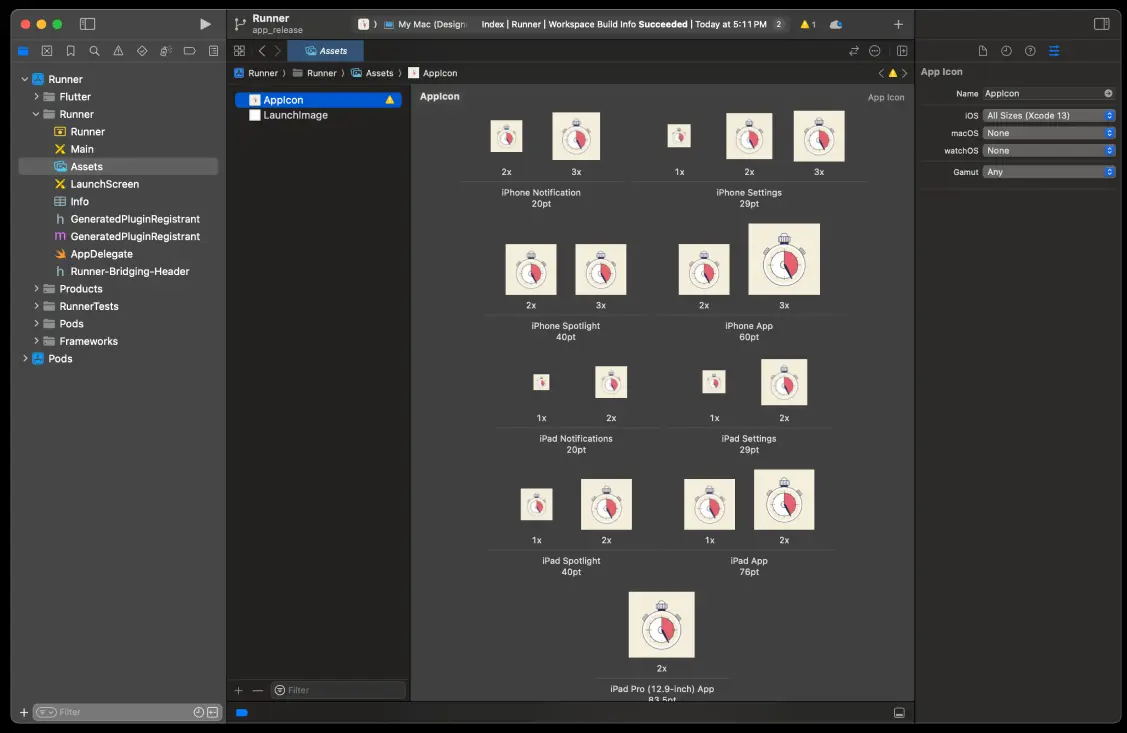 Runner
app_release
My Mac (Design
Index | Runner | Workspace Build Info Succeeded | Today at 5:11 PM
2
1
Assets
Runner
Runner
Assets
AppIcon
Runner
Flutter
Runner
Runner
Main
Assets
LaunchScreen
Info
h GeneratedPluginRegistrant
m GeneratedPluginRegistrant
AppDelegate
h Runner-Bridging-Header
Products
RunnerTests
Pods
Frameworks
Pods
Filter
AppIcon
LaunchImage
Filter
AppIcon
App Icon
2x 3x
iPhone Notification
20pt
1x 2x 3x
iPhone Settings
29pt
2x 3x
iPhone Spotlight
40pt
2x 3x
iPhone App
60pt
1x 2x
iPad Notifications
20pt
1x 2x
iPad Settings
29pt
1x 2x
iPad Spotlight
40pt
1x 2x
iPad App
76pt
2x
iPad Pro (12.9-inch) App
83.5pt
App Icon
Name AppIcon
iOS All Sizes (Xcode 13)
macOS None
watchOS None
Gamut Any